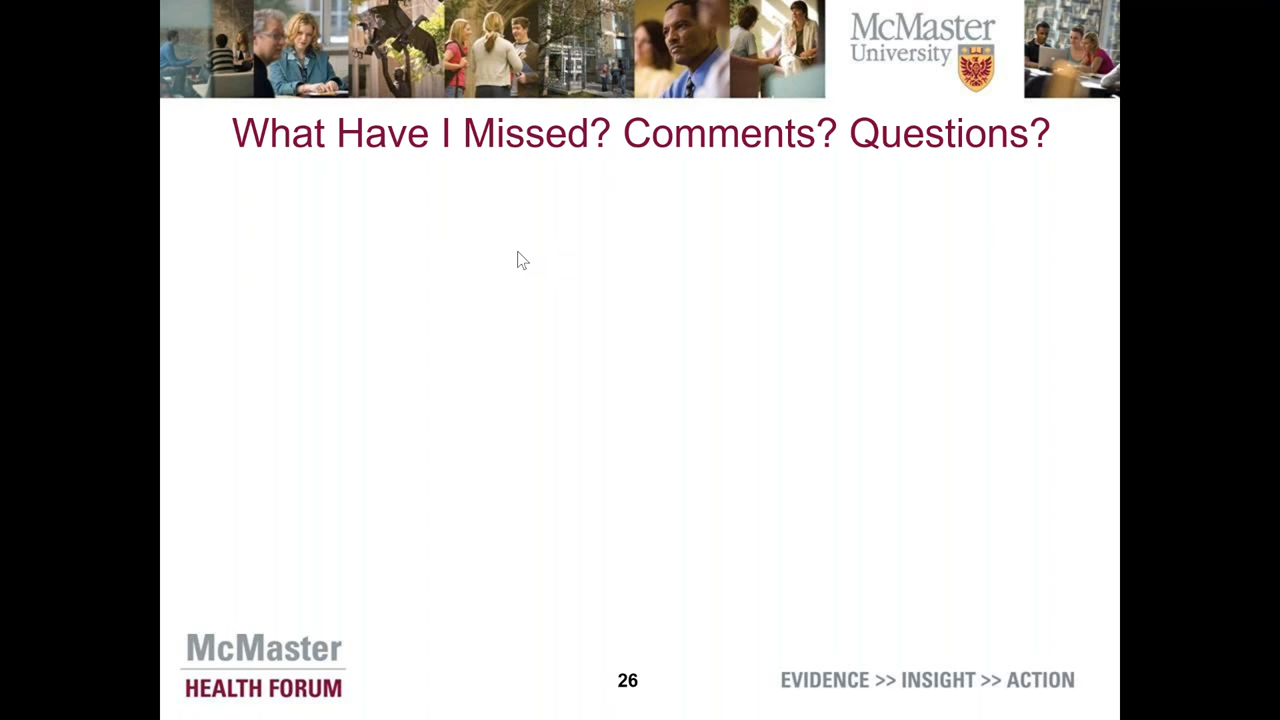 McMaster
University
What Have I Missed? Comments? Questions?
McMaster
HEALTH FORUM
26
EVIDENCE >> INSIGHT >> ACTION